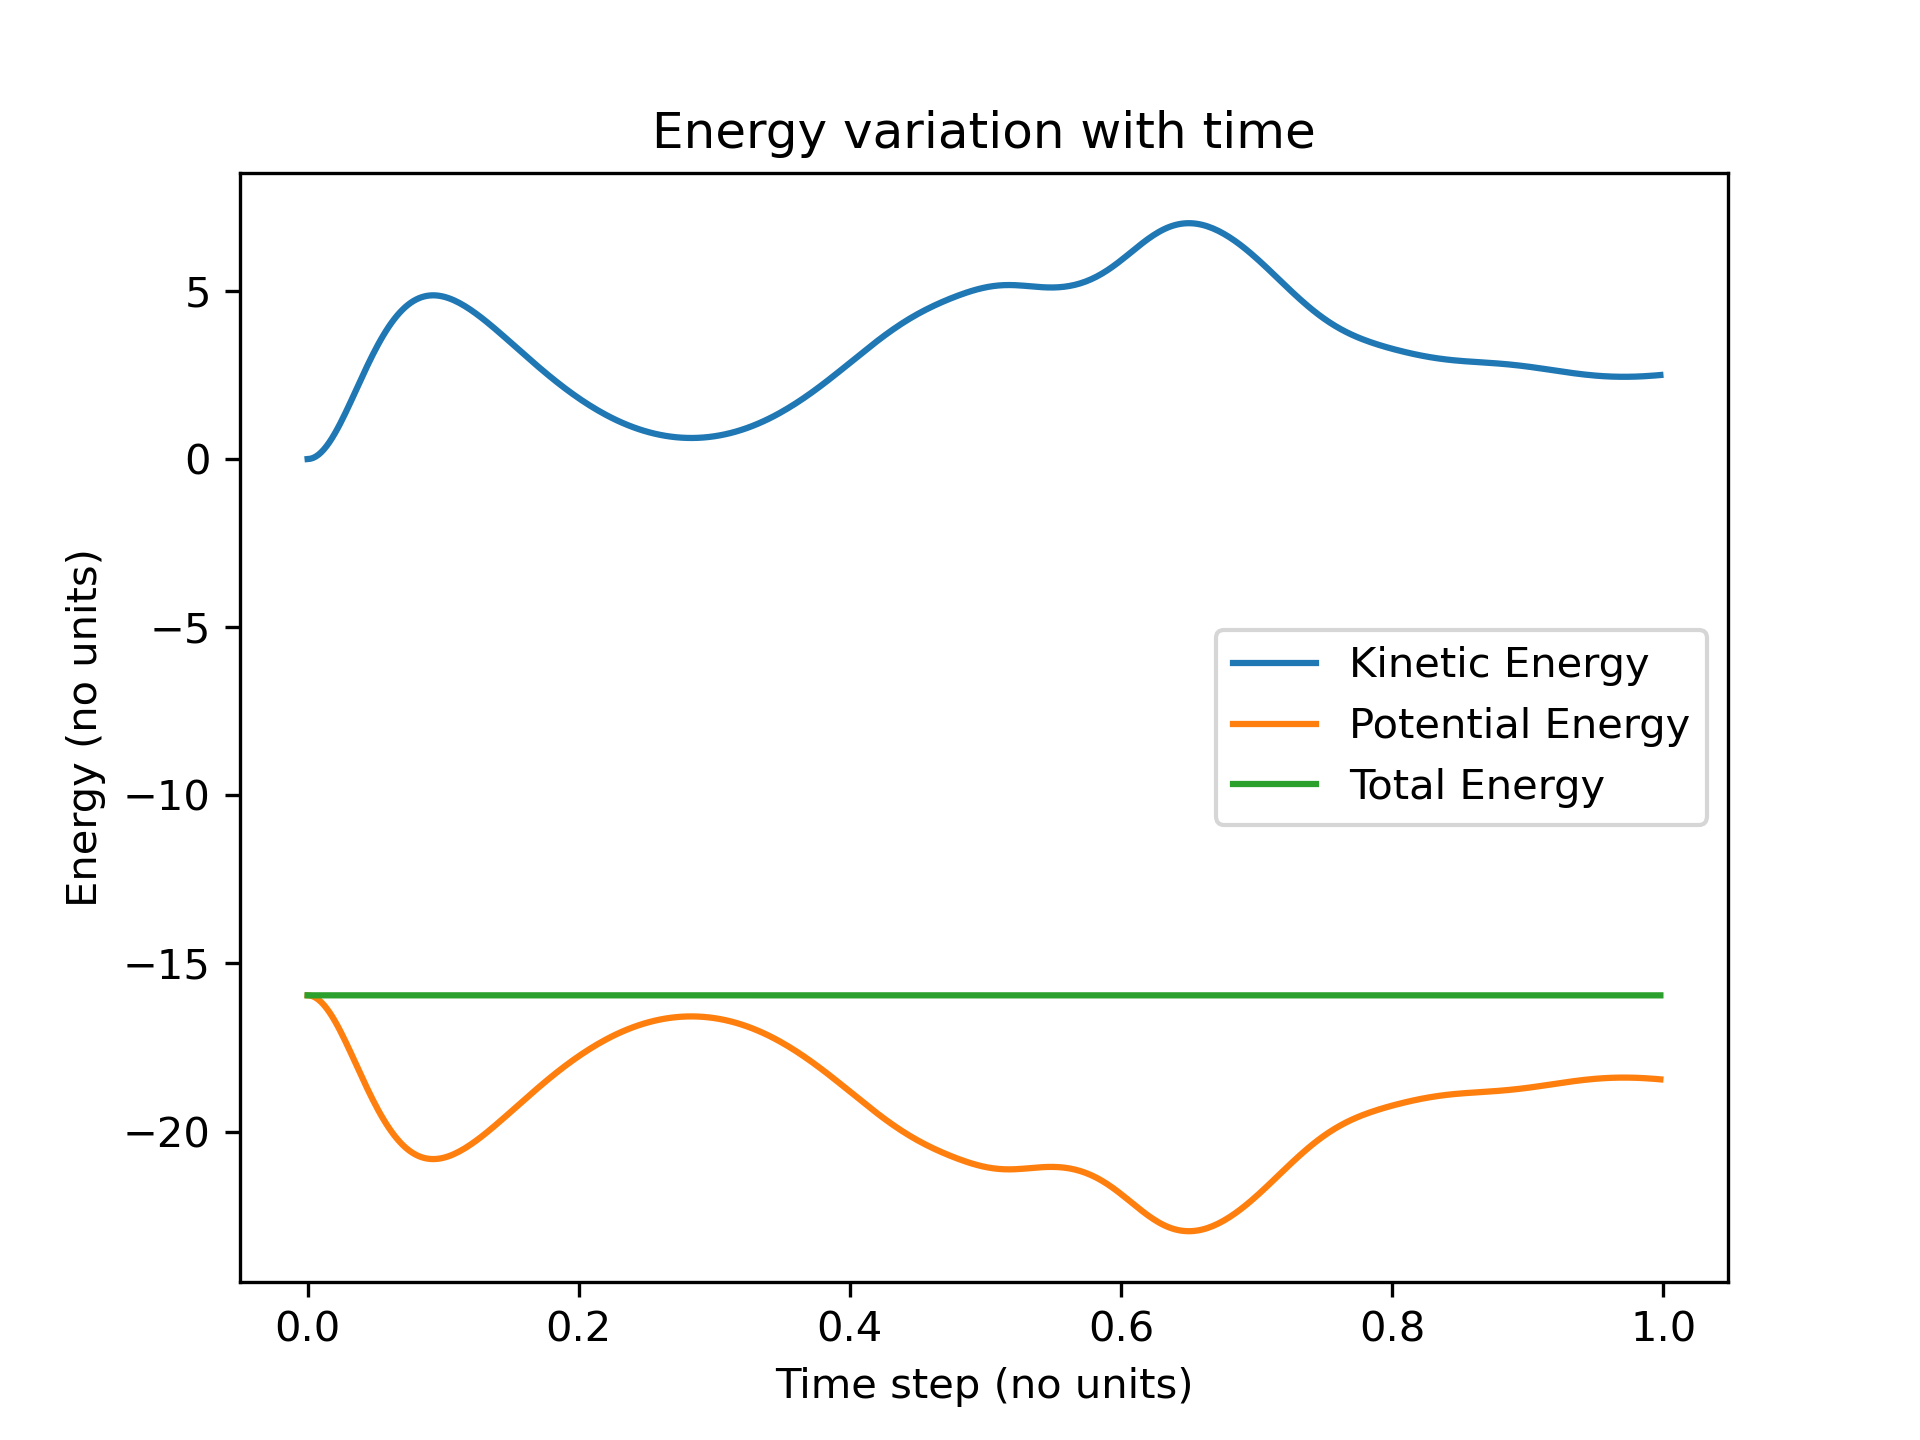 Energy variation with time
Energy (no units)
5
0
−5
−10
−15
−20
Kinetic Energy
Potential Energy
Total Energy
0.0 0.2 0.4 0.6 0.8 1.0
Time step (no units)